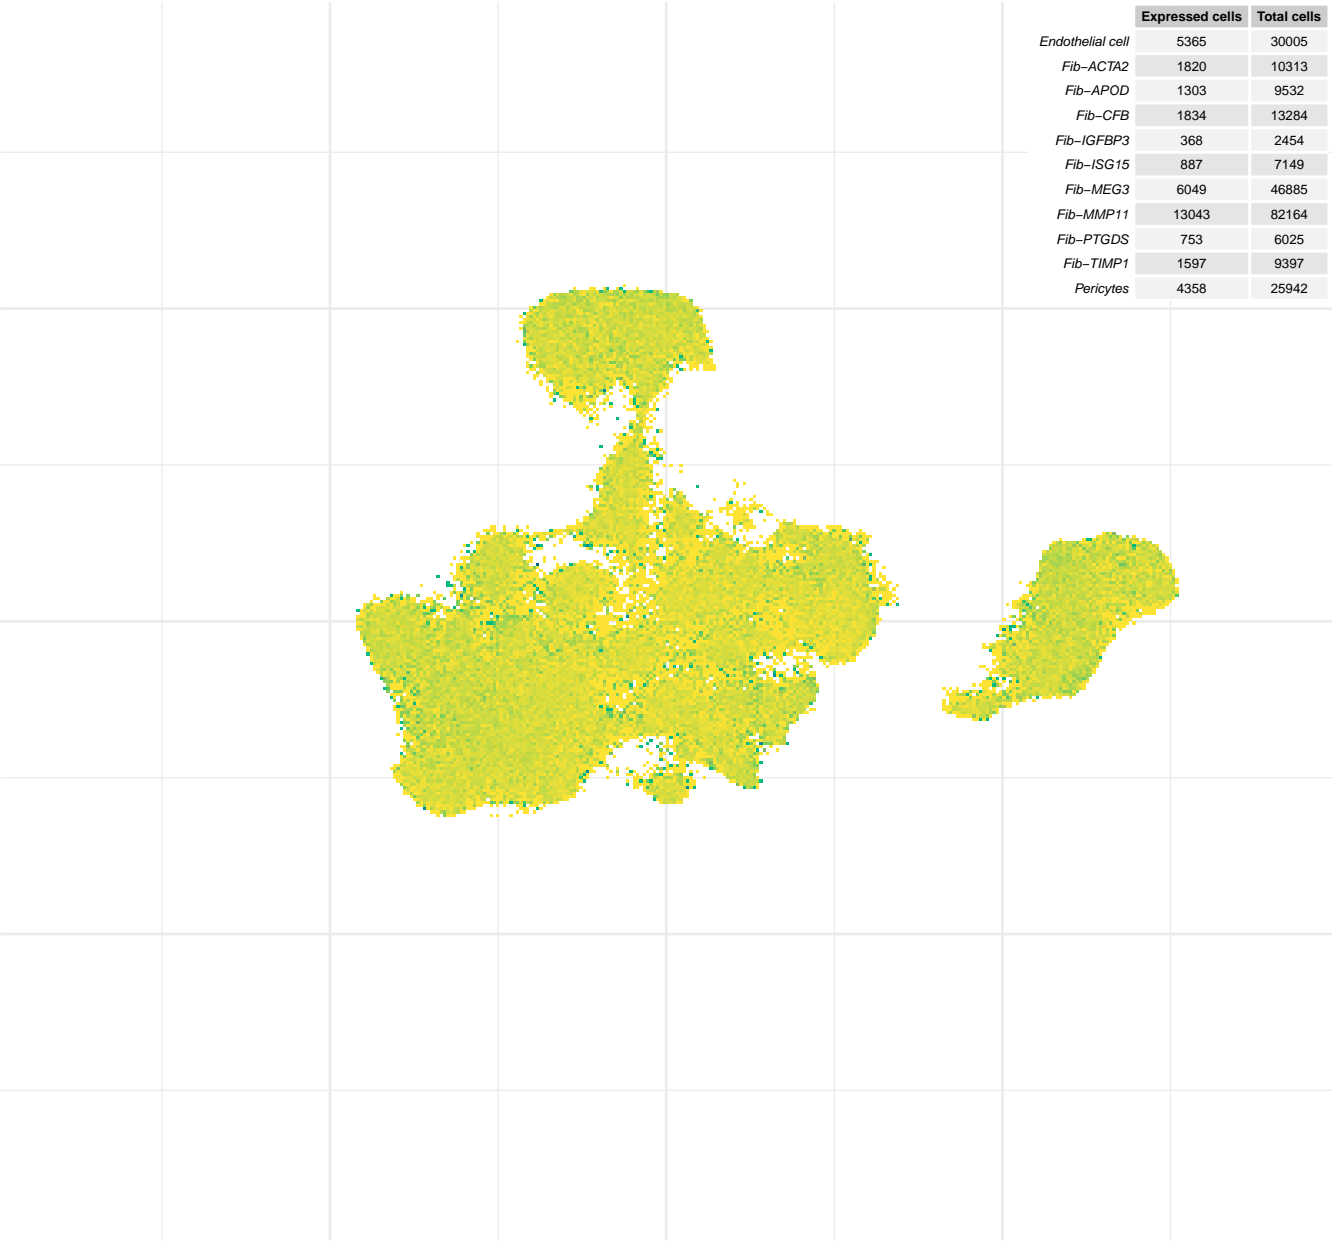 Expressed cells Total cells
Endothelial cell 5365 30005
Fib−ACTA2 1820 10313
Fib−APOD 1303 9532
Fib−CFB 1834 13284
Fib−IGFBP3 368 2454
Fib−ISG15 887 7149
Fib−MEG3 6049 46885
Fib−MMP11 13043 82164
Fib−PTGDS 753 6025
Fib−TIMP1 1597 9397
Pericytes 4358 25942